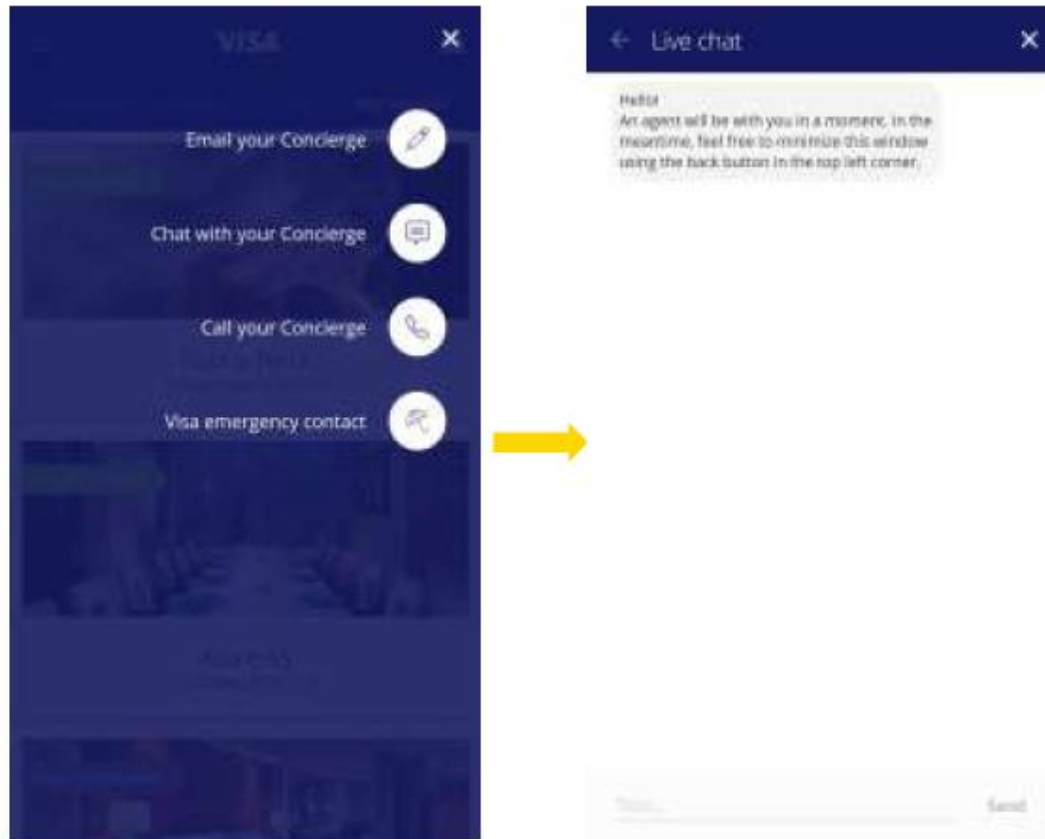 VISA
Email your Concierge
Chat with your Concierge
Call your Concierge
Visa emergency contact
Live chat
Hello!
An agent will be with you in a moment. In the
meantime, feel free to minimize this window
using the back button in the top left corner.
Send